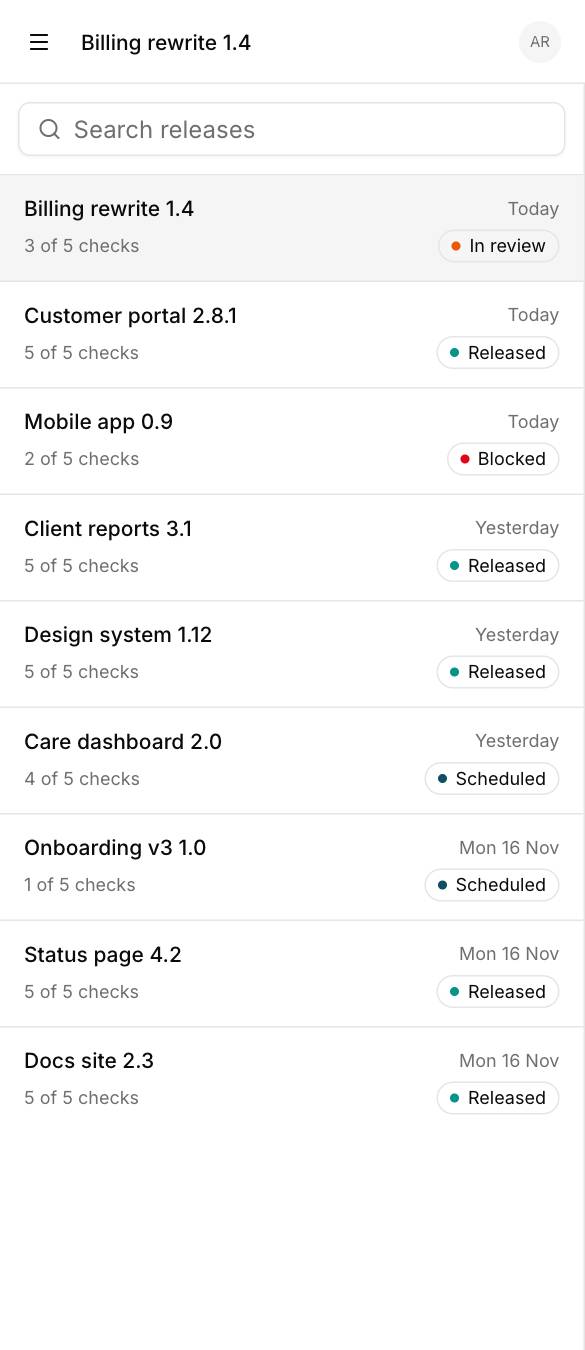 Billing rewrite 1.4
AR
Search releases
Billing rewrite 1.4
Today
3 of 5 checks
In review
Customer portal 2.8.1
Today
5 of 5 checks
Released
Mobile app 0.9
Today
2 of 5 checks
Blocked
Client reports 3.1
Yesterday
5 of 5 checks
Released
Design system 1.12
Yesterday
5 of 5 checks
Released
Care dashboard 2.0
Yesterday
4 of 5 checks
Scheduled
Onboarding v3 1.0
Mon 16 Nov
1 of 5 checks
Scheduled
Status page 4.2
Mon 16 Nov
5 of 5 checks
Released
Docs site 2.3
Mon 16 Nov
5 of 5 checks
Released